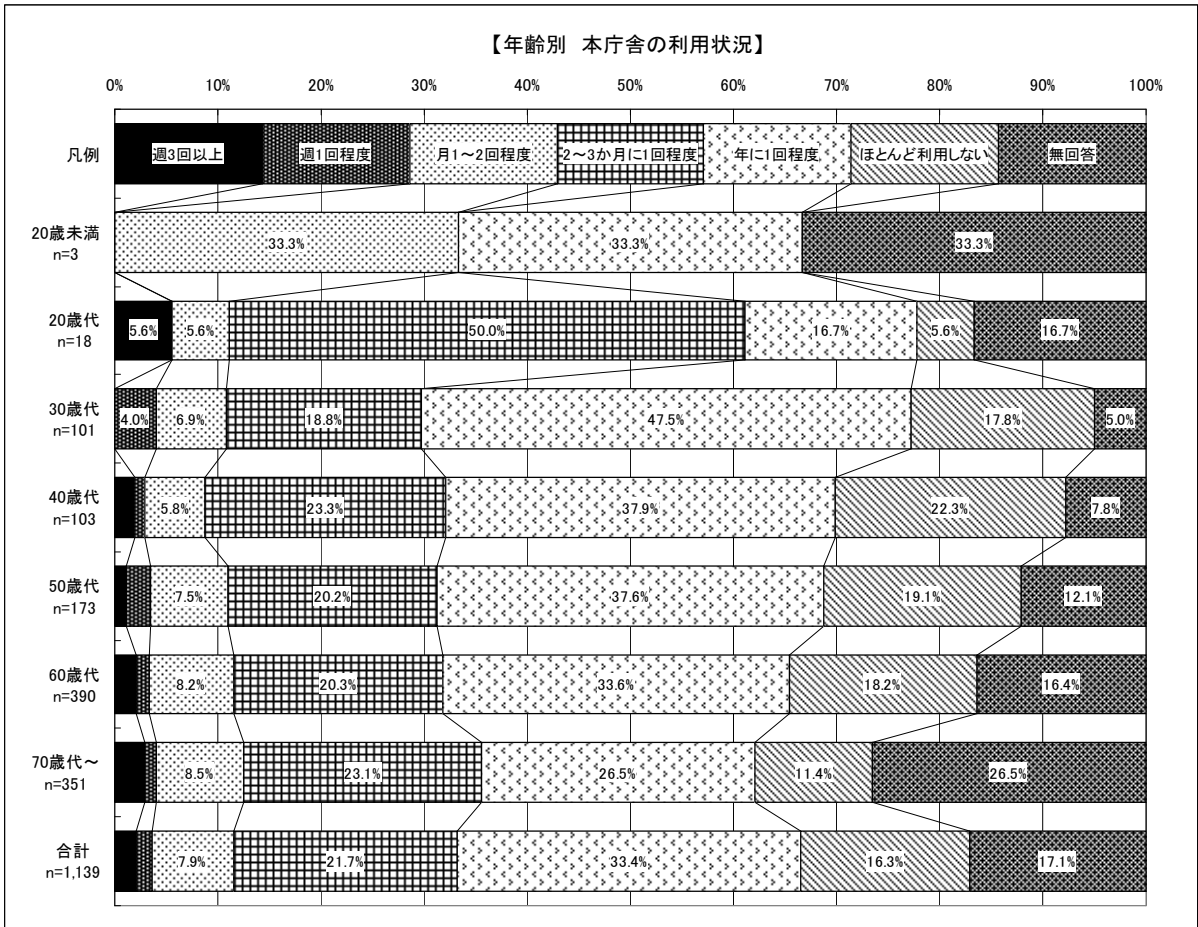 【年齢別　本庁舎の利用状況】
0% 10% 20% 30% 40% 50% 60% 70% 80% 90% 100%
凡例 週3回以上 週1回程度 月1～2回程度 2～3か月に1回程度 年に1回程度 ほとんど利用しない 無回答
20歳未満
n=3
33.3% 33.3% 33.3%
20歳代
n=18
5.6% 5.6% 50.0% 16.7% 5.6% 16.7%
30歳代
n=101
4.0% 6.9% 18.8% 47.5% 17.8% 5.0%
40歳代
n=103
5.8% 23.3% 37.9% 22.3% 7.8%
50歳代
n=173
7.5% 20.2% 37.6% 19.1% 12.1%
60歳代
n=390
8.2% 20.3% 33.6% 18.2% 16.4%
70歳代～
n=351
8.5% 23.1% 26.5% 11.4% 26.5%
合計
n=1,139
7.9% 21.7% 33.4% 16.3% 17.1%